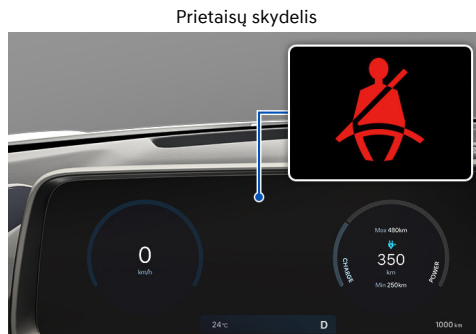 Prietaisų skydelis
0
km/h
Max 480km
350
km
Min 250km
CHARGE
POWER
24°C
D
1000 km